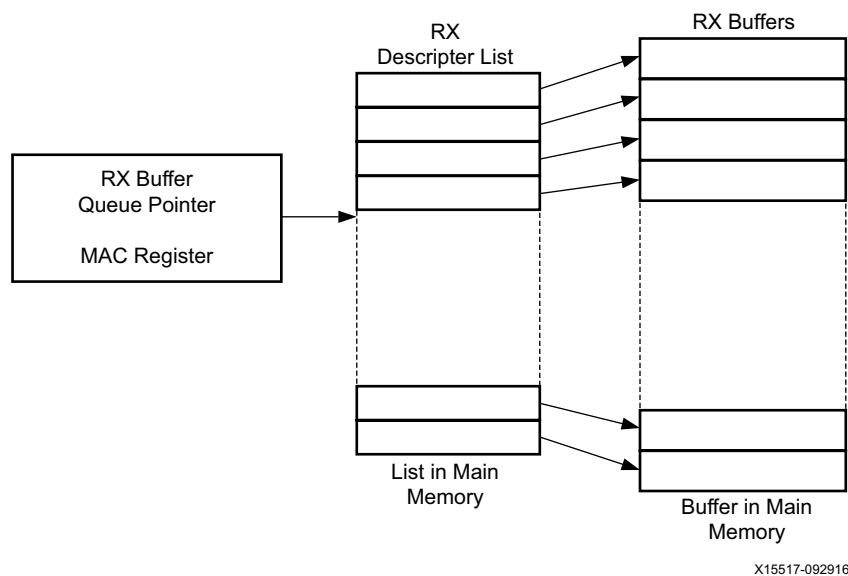 RX
Descripter List
RX Buffers
RX Buffer
Queue Pointer
MAC Register
List in Main
Memory
Buffer in Main
Memory
X15517-092916